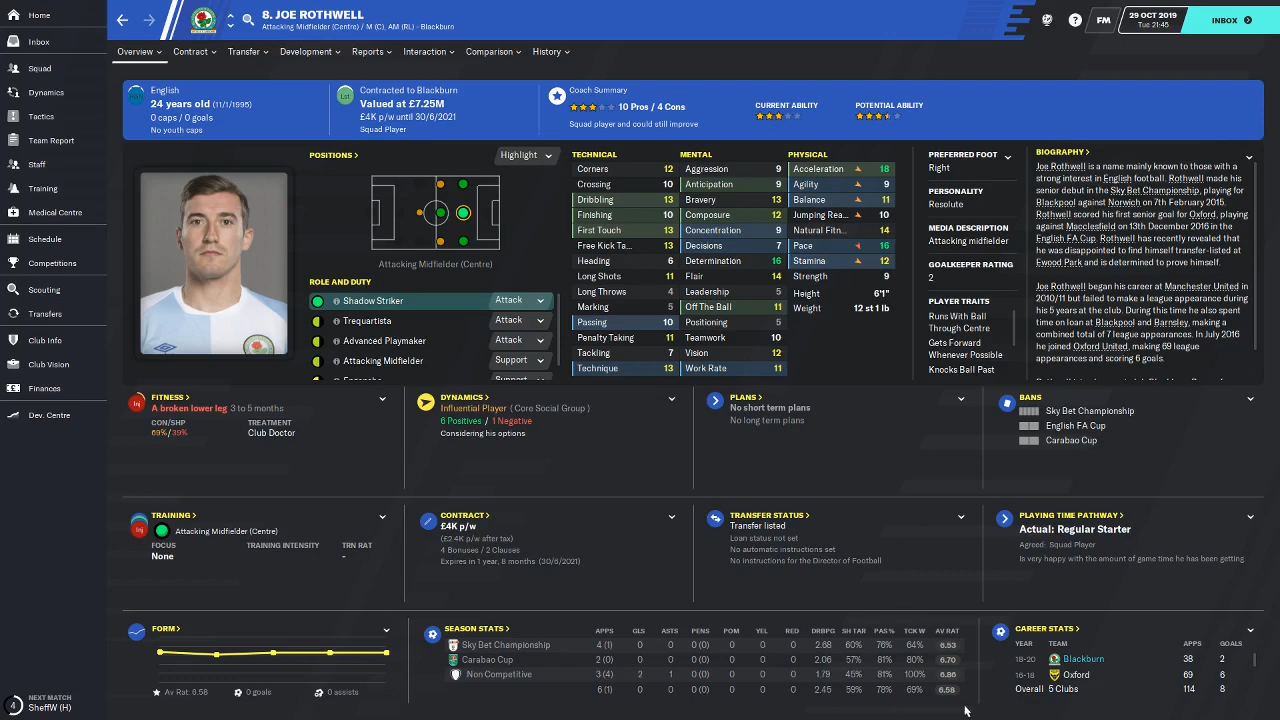 Home
Inbox
Squad
Dynamics
Tactics
Team Report
Staff
Training
Medical Centre
Schedule
Competitions
Scouting
Transfers
Club Info
Club Vision
Finances
Dev. Centre
4
NEXT MATCH
SheffW (H)
8. JOE ROTHWELL
Attacking Midfielder (Centre) / M (C), AM (RL) - Blackburn
FM
29 OCT 2019
Tue 21:45
INBOX
Overview
Contract
Transfer
Development
Reports
Interaction
Comparison
History
English
24 years old (11/1/1995)
0 caps / 0 goals
No youth caps
Contracted to Blackburn
Valued at £7.25M
£4K p/w until 30/6/2021
Squad Player
Coach Summary
10 Pros / 4 Cons
Squad player and could still improve
CURRENT ABILITY
POTENTIAL ABILITY
POSITIONS >
Highlight
Attacking Midfielder (Centre)
ROLE AND DUTY
Shadow Striker Attack
Trequartista Attack
Advanced Playmaker Attack
Attacking Midfielder Support
TECHNICAL
Corners 12
Crossing 10
Dribbling 13
Finishing 10
First Touch 13
Free Kick Ta... 13
Heading 6
Long Shots 11
Long Throws 4
Marking 5
Passing 10
Penalty Taking 11
Tackling 7
Technique 13
MENTAL
Aggression 9
Anticipation 9
Bravery 13
Composure 12
Concentration 9
Decisions 7
Determination 16
Flair 14
Leadership 5
Off The Ball 11
Positioning 5
Teamwork 10
Vision 12
Work Rate 11
PHYSICAL
Acceleration 18
Agility 9
Balance 11
Jumping Rea... 10
Natural Fitn... 14
Pace 16
Stamina 12
Strength 9
Height 6'1"
Weight 12 st 1 lb
PREFERRED FOOT
Right
PERSONALITY
Resolute
MEDIA DESCRIPTION
Attacking midfielder
GOALKEEPER RATING
2
PLAYER TRAITS
Runs With Ball
Through Centre
Gets Forward
Whenever Possible
Knocks Ball Past
BIOGRAPHY >
Joe Rothwell is a name mainly known to those with a
strong interest in English football. Rothwell made his
senior debut in the Sky Bet Championship, playing for
Blackpool against Norwich on 7th February 2015.
Rothwell scored his first senior goal for Oxford, playing
against Macclesfield on 13th December 2016 in the
English FA Cup. Rothwell has recently revealed that
he was disappointed to find himself transfer-listed at
Ewood Park and is determined to prove himself.
Joe Rothwell began his career at Manchester United in
2010/11 but failed to make a league appearance during
his 5 years at the club. During this time he also spent
time on loan at Blackpool and Barnsley, making a
combined total of 7 league appearances. In July 2016
he joined Oxford United, making 69 league
appearances and scoring 6 goals.
FITNESS >
A broken lower leg 3 to 5 months
CON/SHP
69%/39%
TREATMENT
Club Doctor
DYNAMICS >
Influential Player (Core Social Group)
6 Positives / 1 Negative
Considering his options
PLANS >
No short term plans
No long term plans
BANS
Sky Bet Championship
English FA Cup
Carabao Cup
TRAINING >
Inj
Attacking Midfielder (Centre)
FOCUS
None
TRAINING INTENSITY
TRN RAT
-
CONTRACT >
£4K p/w
(£2.4K p/w after tax)
4 Bonuses / 2 Clauses
Expires in 1 year, 8 months (30/6/2021)
TRANSFER STATUS >
Transfer listed
Loan status not set
No automatic instructions set
No instructions for the Director of Football
PLAYING TIME PATHWAY >
Actual: Regular Starter
Agreed: Squad Player
Is very happy with the amount of game time he has been getting.
FORM >
Av Rat: 6.58
0 goals
0 assists
SEASON STATS >
APPS GLS ASTS PENS POM YEL RED DRBPG SH TAR PAS % TCK W AV RAT
Sky Bet Championship 4 (1) 0 0 0 (0) 0 0 0 2.68 60% 76% 64% 6.53
Carabao Cup 2 (0) 0 0 0 (0) 0 0 0 2.06 57% 81% 80% 6.70
Non Competitive 3 (4) 2 1 0 (0) 0 0 0 1.79 45% 81% 100% 6.86
6 (1) 0 0 0 (0) 0 0 0 2.45 59% 78% 69% 6.58
CAREER STATS >
YEAR TEAM APPS GOALS
18-20 Blackburn 38 2
16-18 Oxford 69 6
Overall 5 Clubs 114 8